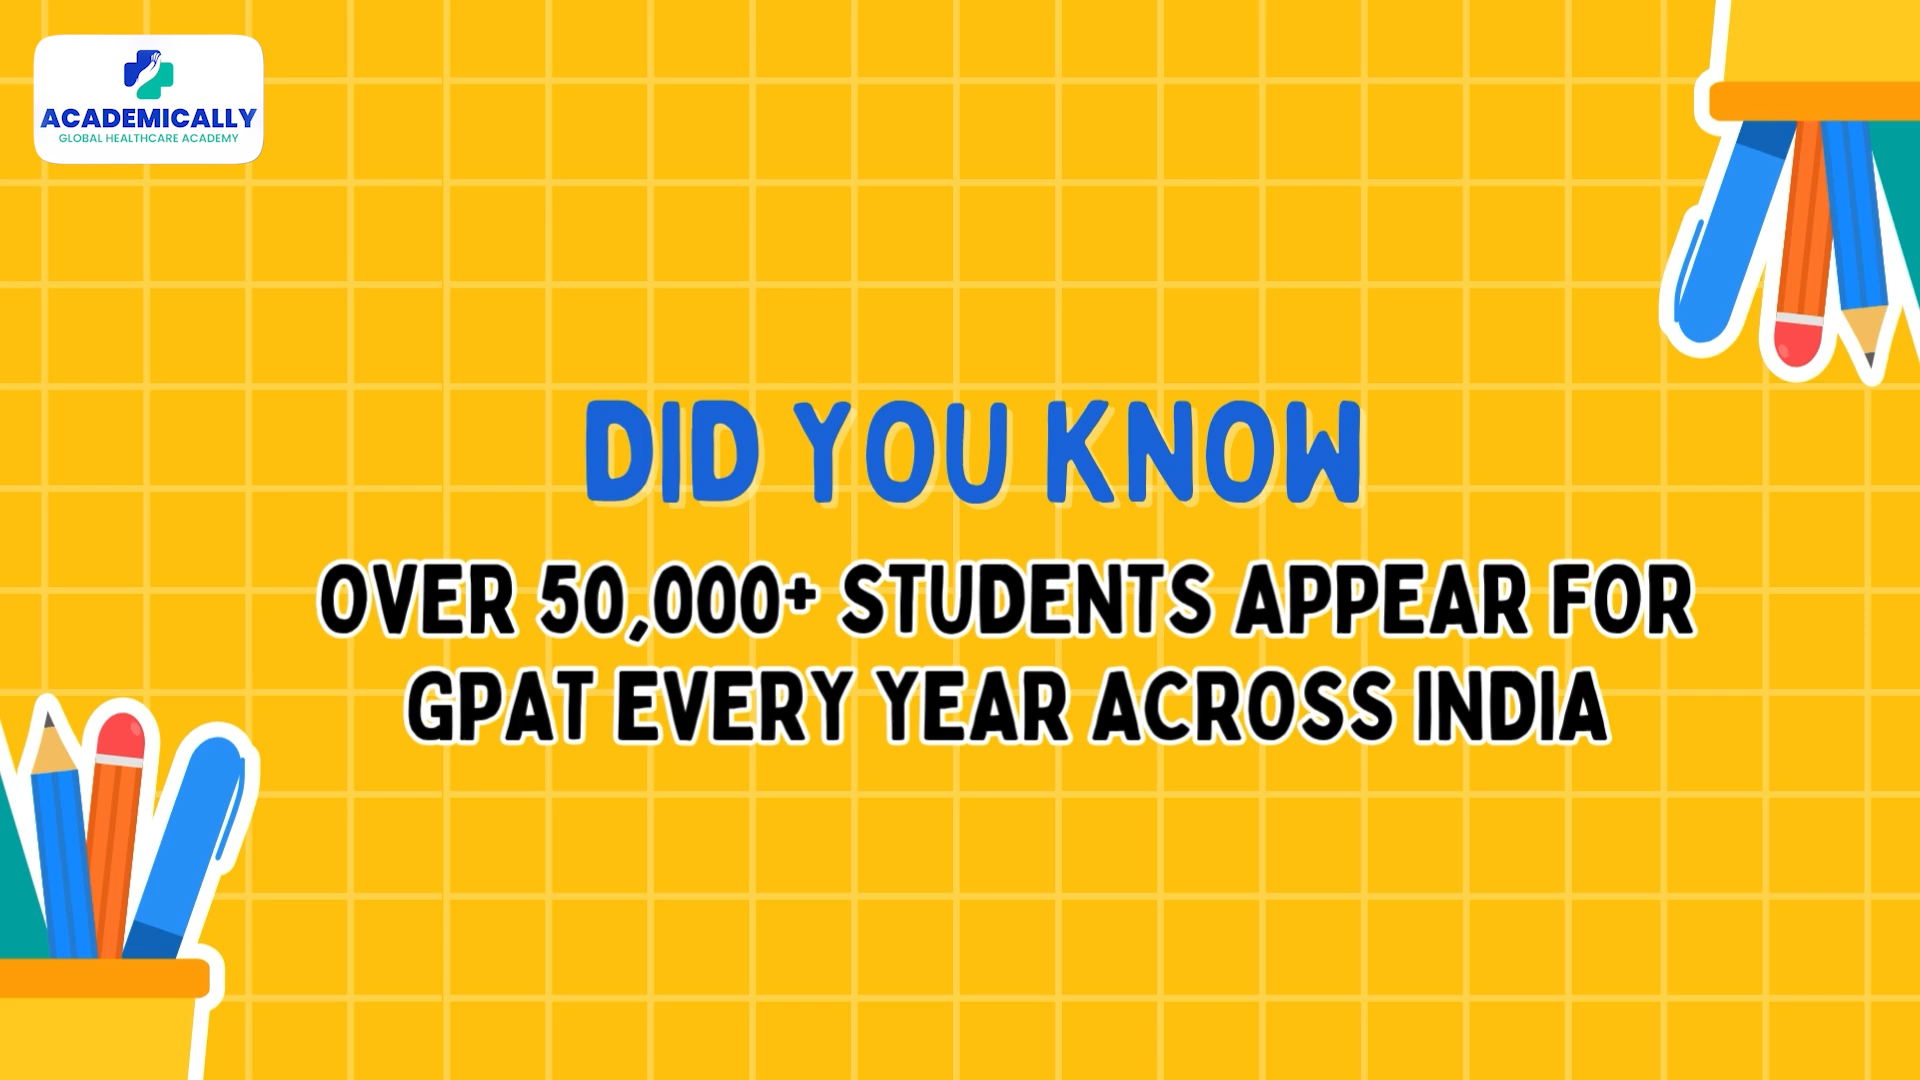 ACADEMICALLY
GLOBAL HEALTHCARE ACADEMY
DID YOU KNOW
OVER 50,000+ STUDENTS APPEAR FOR
GPAT EVERY YEAR ACROSS INDIA